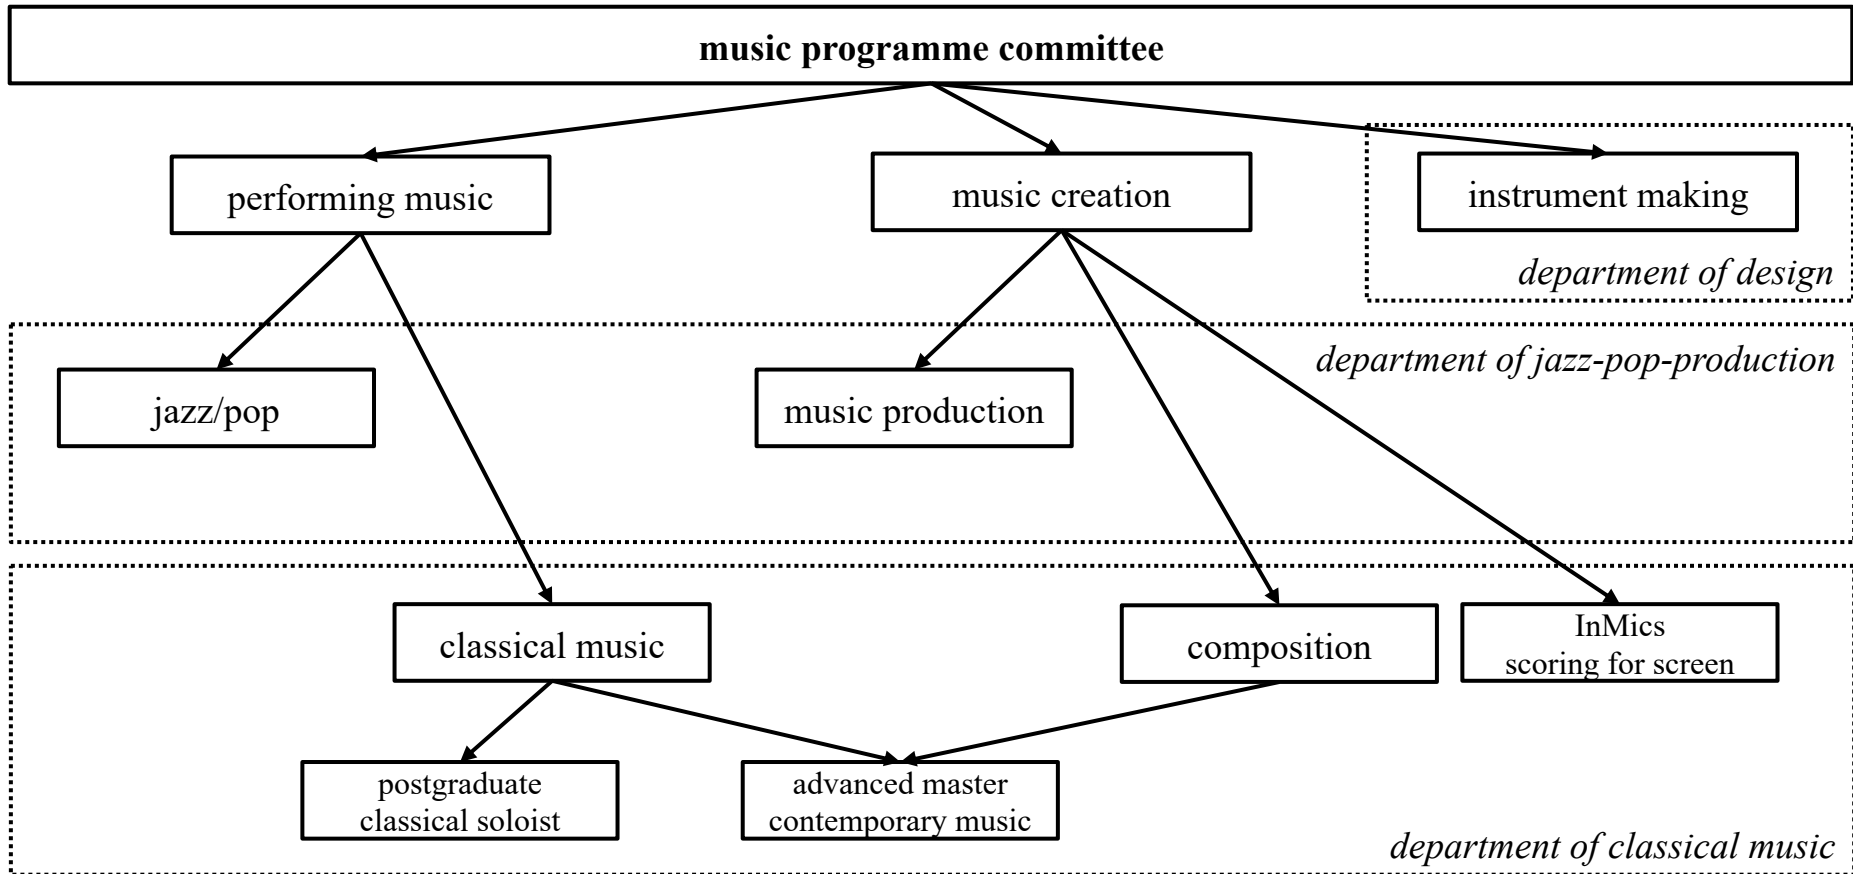 music programme committee
performing music
music creation
instrument making
department of design
department of jazz-pop-production
jazz/pop
music production
classical music
composition
InMics
scoring for screen
postgraduate
classical soloist
advanced master
contemporary music
department of classical music